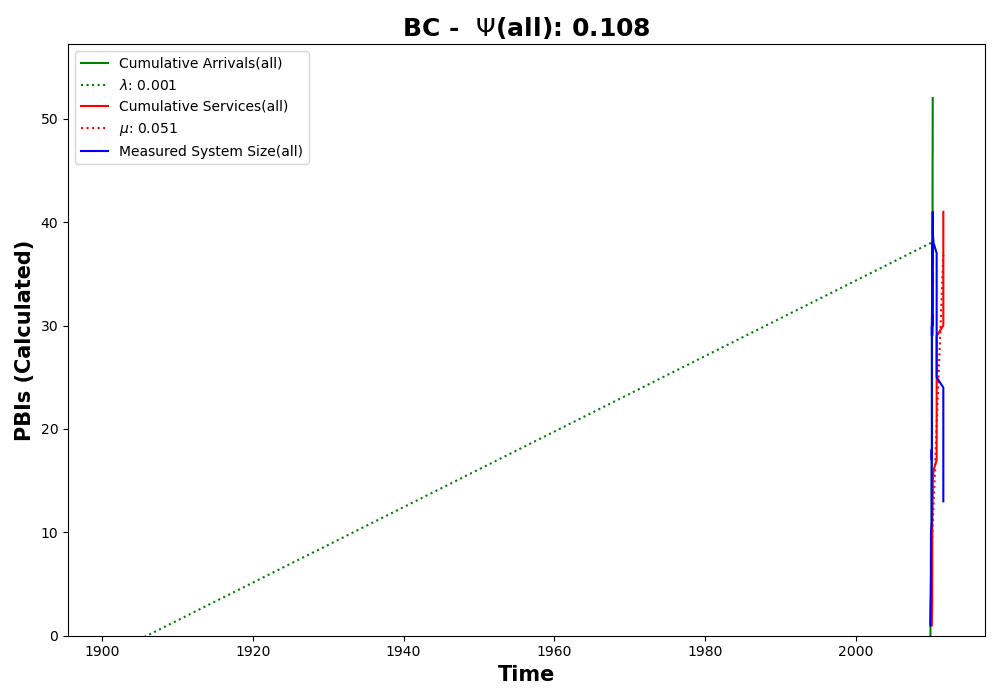 BC - Ψ(all): 0.108
Cumulative Arrivals(all)
λ: 0.001
Cumulative Services(all)
μ: 0.051
Measured System Size(all)
PBIs (Calculated)
50
40
30
20
10
0
1900 1920 1940 1960 1980 2000
Time